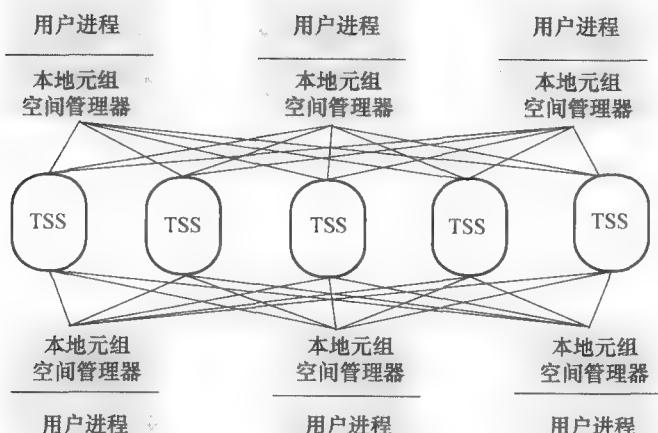 用户进程 用户进程 用户进程
本地元组 本地元组 本地元组
空间管理器 空间管理器 空间管理器
TSS TSS TSS TSS TSS
本地元组 本地元组 本地元组
空间管理器 空间管理器 空间管理器
用户进程 用户进程 用户进程